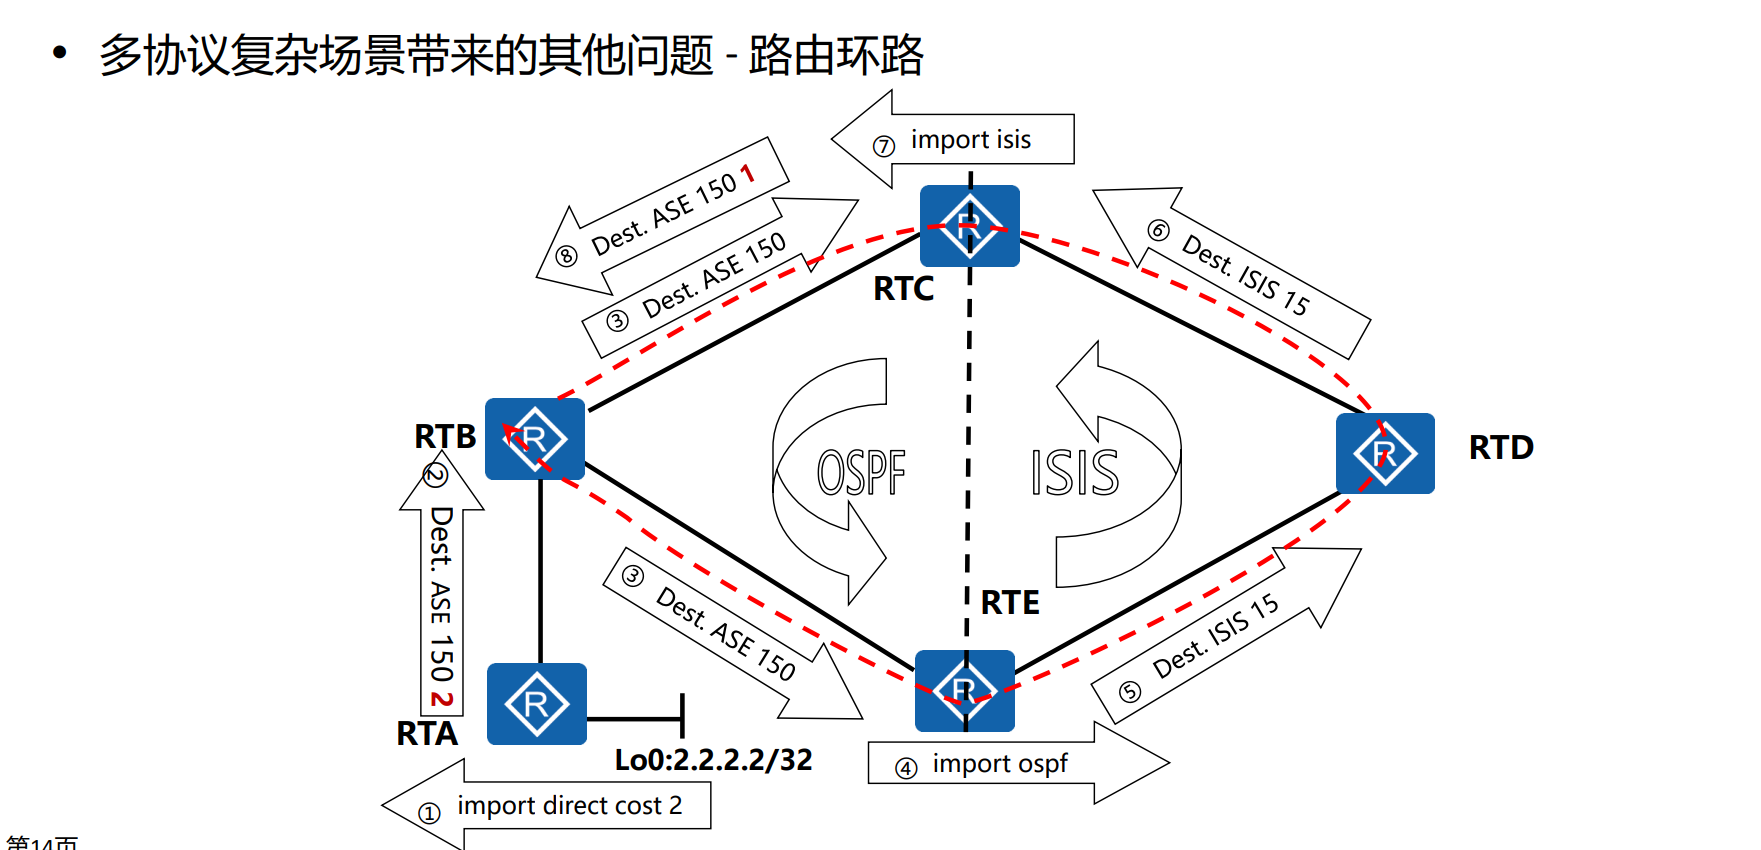 • 多协议复杂场景带来的其他问题 - 路由环路
⑦ import isis
⑧ Dest. ASE 150 1
③ Dest. ASE 150
⑥ Dest. ISIS 15
R
RTC
R
RTB
OSPF
ISIS
R
RTD
② Dest. ASE 150 2
③ Dest. ASE 150
RTE
R
⑤ Dest. ISIS 15
R
RTA
Lo0:2.2.2.2/32
④ import ospf
① import direct cost 2
第14页